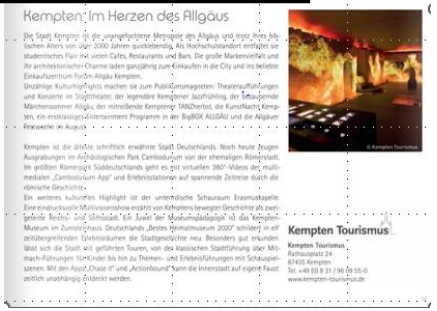 Kempten: Im Herzen des Allgäus
Die Stadt Kempten ist die unangefochtene Metropole des Allgäus und trotz ihres bib-
lischen Alters von über 2000 Jahren quicklebendig. Als Hochschulstandort entfaltet sie
studentisches Flair mit vielen Cafés, Restaurants und Bars. Die große Markenvielfalt und
ihr architektonischer Charme laden ganzjährig zum Einkaufen in die City und ins beliebte
Einkaufszentrum Forum Allgäu Kempten.
Unzählige Kulturhighlights machen sie zum Publikumsmagneten: Theateraufführungen
und Konzerte im Stadttheater, der legendäre Kemptener Jazzfrühling, der bezaubernde
Märchensommer Allgäu, der mitreißende Kemptener TANZherbst, die KunstNacht Kemp-
ten, ein erstklassiges Entertainment Programm in der BigBOX ALLGÄU und die Allgäuer
Festwoche im August.
Kempten ist die älteste schriftlich erwähnte Stadt Deutschlands. Noch heute zeugen
Ausgrabungen im Archäologischen Park Cambodunum von der ehemaligen Römerstadt.
Im größten Römerpark Süddeutschlands geht es mit virtuellen 360°-Videos der multi-
medialen „Cambodunum App“ und Erlebnisstationen auf spannende Zeitreise durch die
römische Geschichte.
Ein weiteres kulturelles Highlight ist der unterirdische Schauraum Erasmuskapelle.
Eine eindrucksvolle Multivisionsshow erzählt von Kemptens bewegter Geschichte als zwei-
geteilte Reichs- und Stiftsstadt. Ein Juwel der Museumspädagogik ist das Kempten-
Museum im Zumsteinhaus. Deutschlands „Bestes Heimatmuseum 2020“ schildert in elf
zeitübergreifenden Erlebnisräumen die Stadtgeschichte neu. Besonders gut erkunden
lässt sich die Stadt mit geführten Touren, von des klassischen Stadtführung über Mit-
mach-Führungen für Kinder bis hin zu Themen- und Erlebnisführungen mit Schauspiel-
szenen. Mit den Apps „Chase it“ und „Actionbound“ kann die Innenstadt auf eigene Faust
zeitlich unabhängig entdeckt werden.
© Kempten Tourismus
Kempten Tourismus
Kempten Tourismus
Rathausplatz 24
87435 Kempten
Tel. +49 (0) 8 31 / 96 09 55-0
www.kempten-tourismus.de